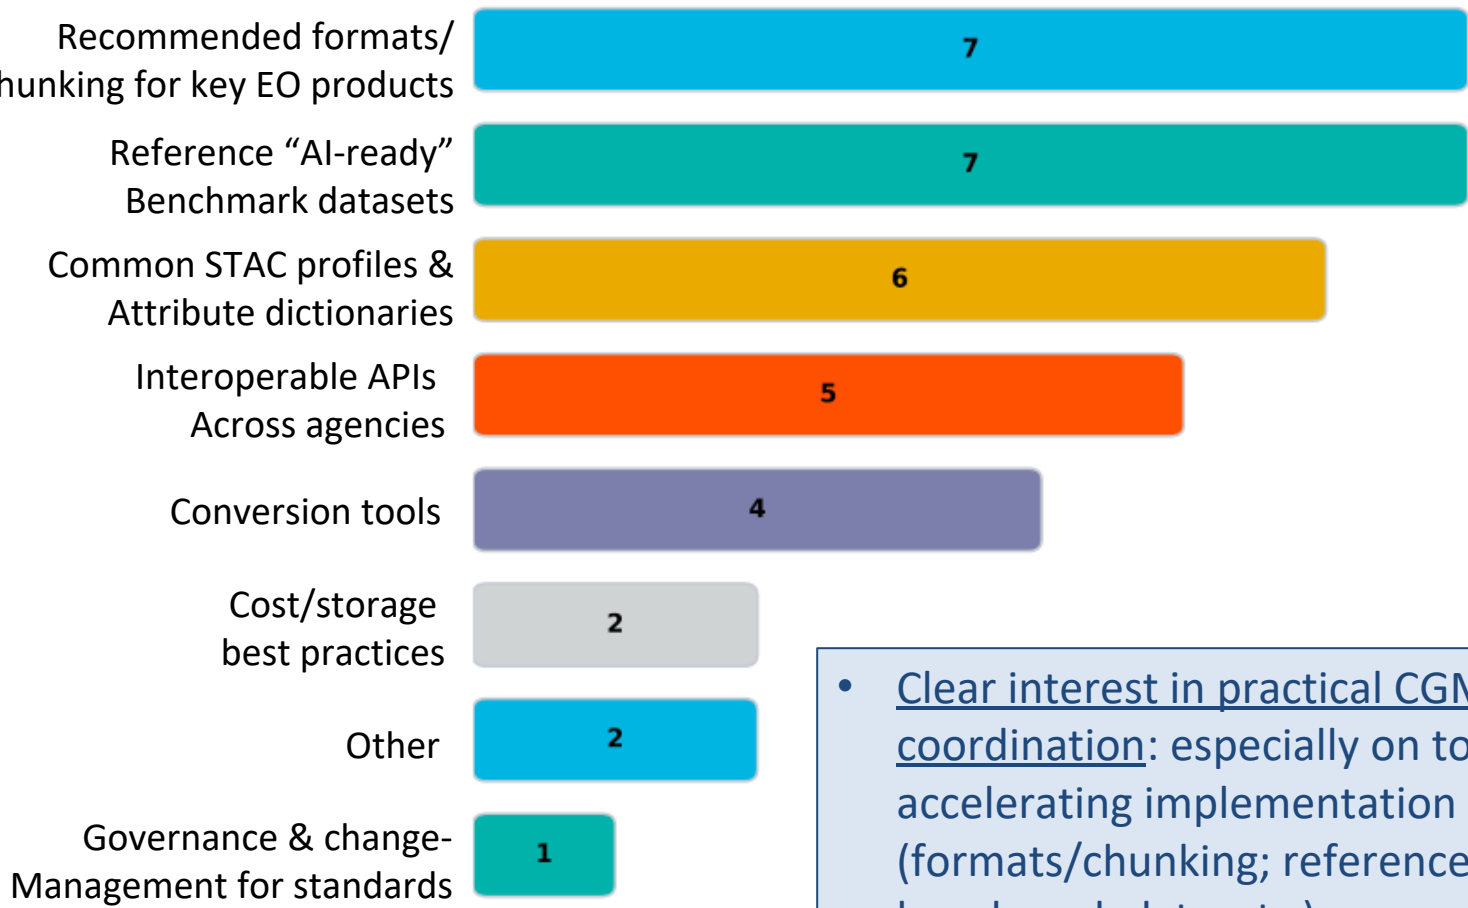 Recommended formats/
hunking for key EO products
7
Reference “AI-ready”
Benchmark datasets
7
Common STAC profiles &
Attribute dictionaries
6
Interoperable APIs
Across agencies
5
Conversion tools
4
Cost/storage
best practices
2
Other
2
Governance & change-
Management for standards
1
• Clear interest in practical CGM
coordination: especially on to
accelerating implementation
(formats/chunking; reference